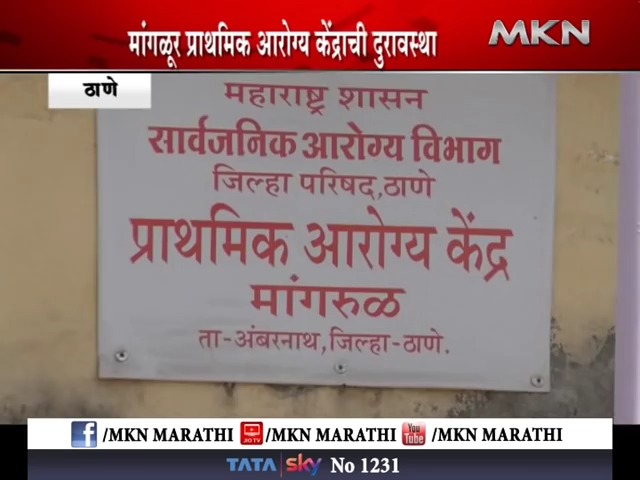 मांगळूर प्राथमिक आरोग्य केंद्राची दुरावस्था
MKN
ठाणे
महाराष्ट्र शासन
सार्वजनिक आरोग्य विभाग
जिल्हा परिषद,ठाणे
प्राथमिक आरोग्य केंद्र
मांगरुळ
ता-अंबरनाथ,जिल्हा-ठाणे.
/MKN MARATHI /MKN MARATHI /MKN MARATHI
TATA sky No 1231